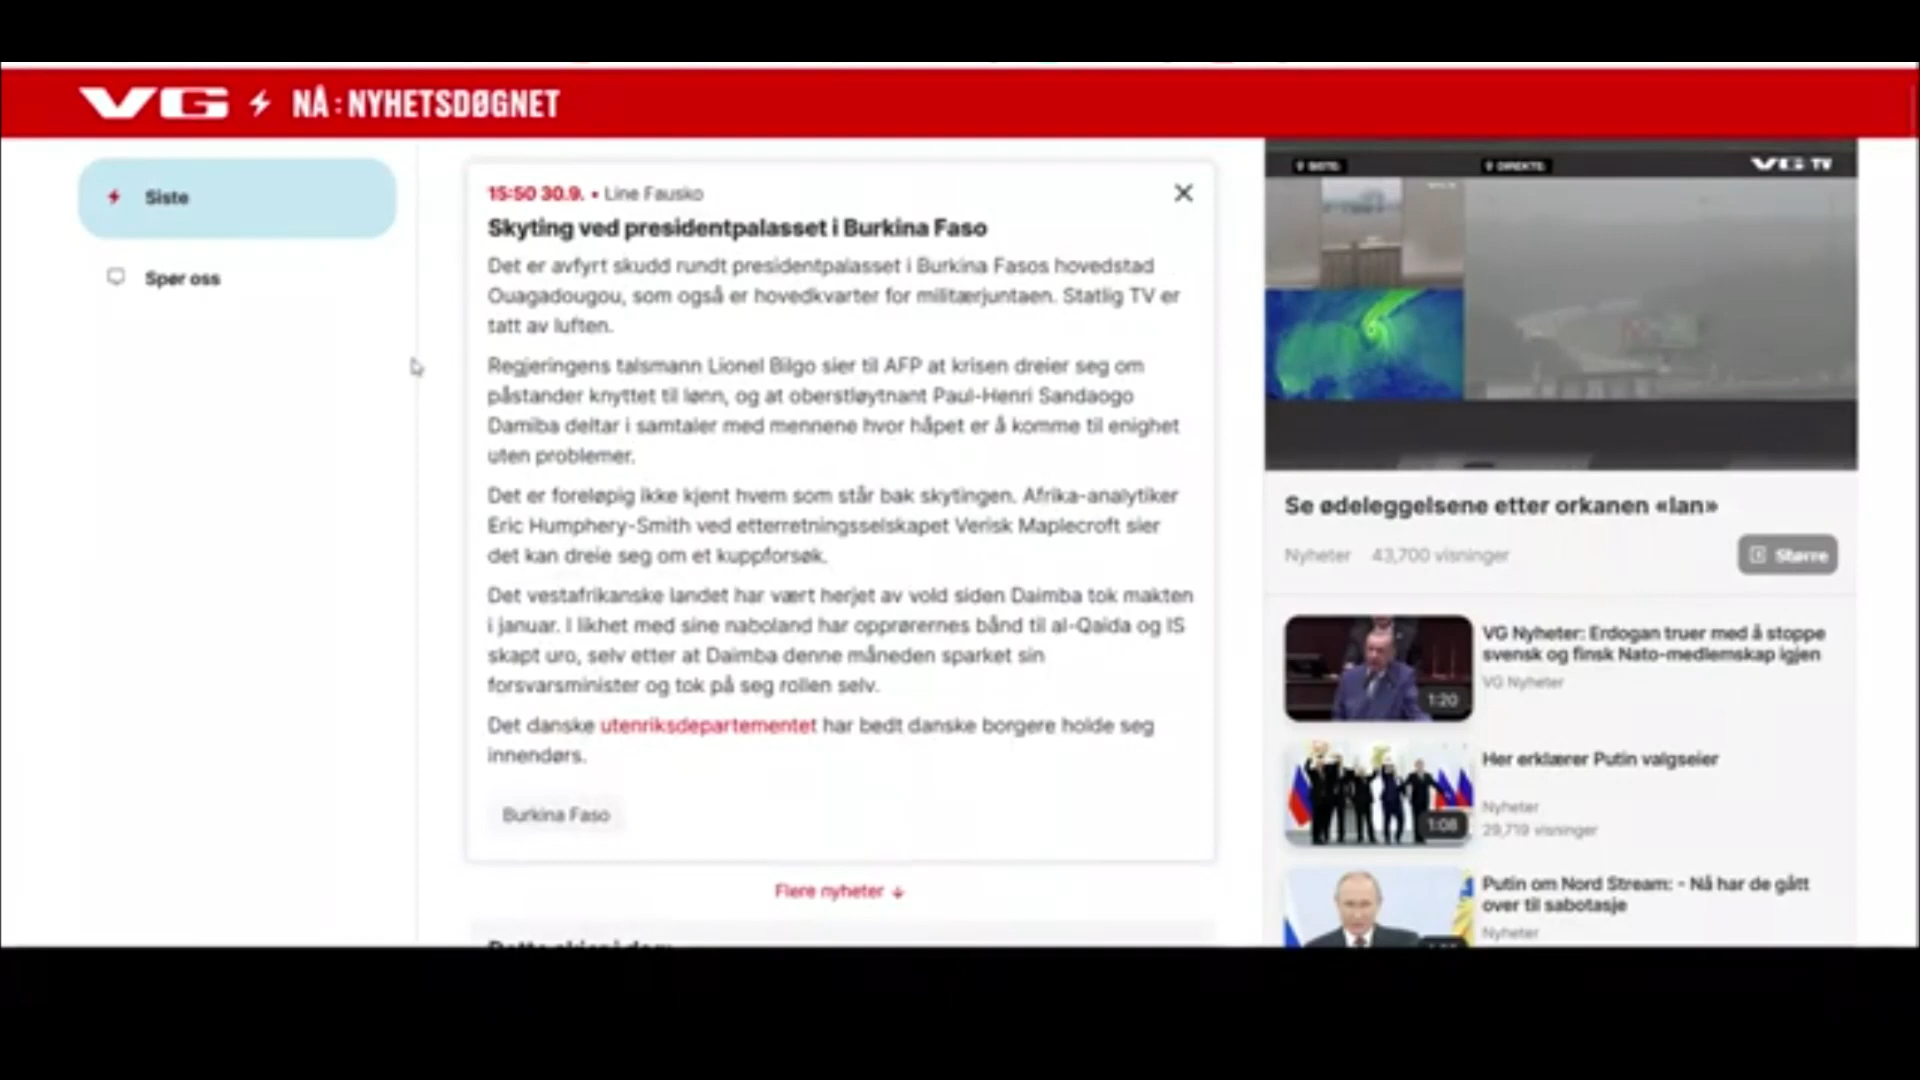 VG NÅ: NYHETSDØGNET
Siste
Spør oss
15:50 30.9. • Line Fausko
Skyting ved presidentpalasset i Burkina Faso
Det er avfyrt skudd rundt presidentpalasset i Burkina Fasos hovedstad
Ouagadougou, som også er hovedkvarter for militærjuntaen. Statlig TV er
tatt av luften.
Regjeringens talsmann Lionel Bilgo sier til AFP at krisen dreier seg om
påstander knyttet til lønn, og at oberstløytnant Paul-Henri Sandaogo
Damiba deltar i samtaler med mennene hvor håpet er å komme til enighet
uten problemer.
Det er foreløpig ikke kjent hvem som står bak skytingen. Afrika-analytiker
Eric Humphery-Smith ved etterretningsselskapet Verisk Maplecroft sier
det kan dreie seg om et kuppforsøk.
Det vestafrikanske landet har vært herjet av vold siden Daimba tok makten
i januar. I likhet med sine naboland har opprørernes bånd til al-Qaida og IS
skapt uro, selv etter at Daimba denne måneden sparket sin
forsvarsminister og tok på seg rollen selv.
Det danske utenriksdepartementet har bedt danske borgere holde seg
innendørs.
Burkina Faso
Flere nyheter ↓
SISTE:
DIREKTE:
VG TV
Se ødeleggelsene etter orkanen «Ian»
Nyheter 43,700 visninger
Større
VG Nyheter: Erdogan truer med å stoppe
svensk og finsk Nato-medlemskap igjen
VG Nyheter
1:20
Her erklærer Putin valgseier
Nyheter
29,719 visninger
1:08
Putin om Nord Stream: - Nå har de gått
over til sabotasje
Nyheter